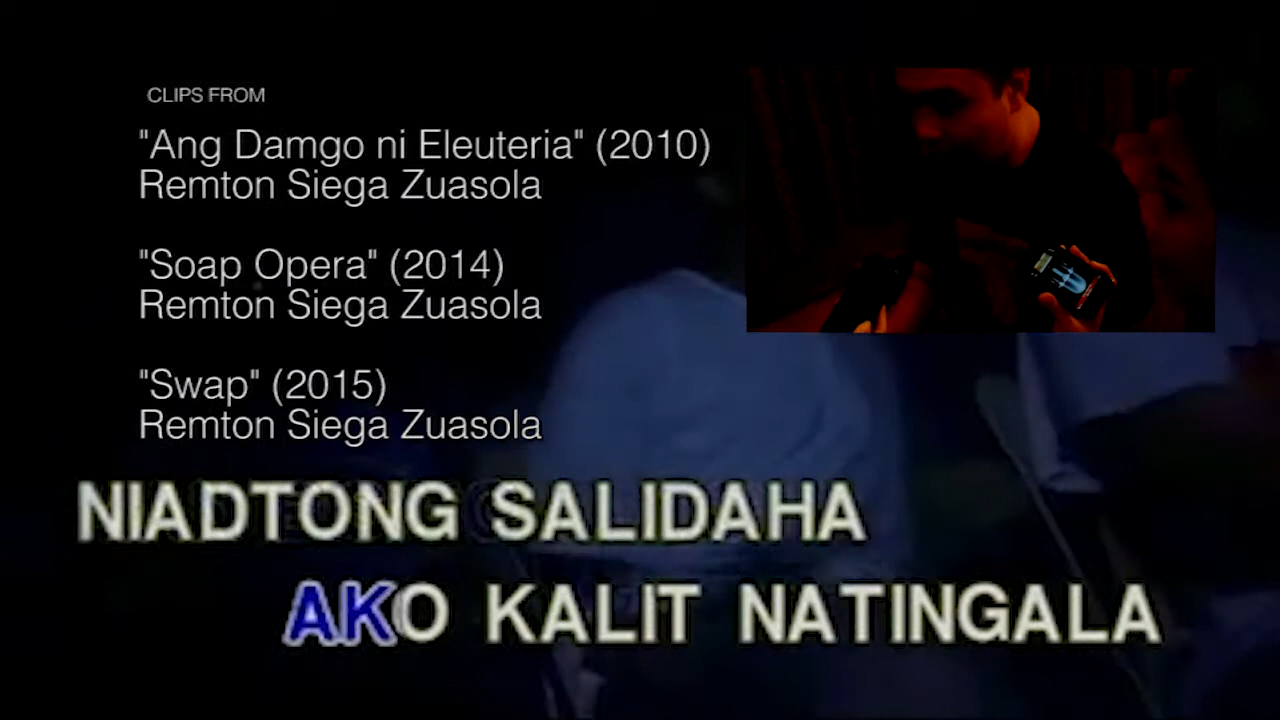 CLIPS FROM
"Ang Damgo ni Eleuteria" (2010)
Remton Siega Zuasola
"Soap Opera" (2014)
Remton Siega Zuasola
"Swap" (2015)
Remton Siega Zuasola
NIADTONG SALIDAHA
AKO KALIT NATINGALA